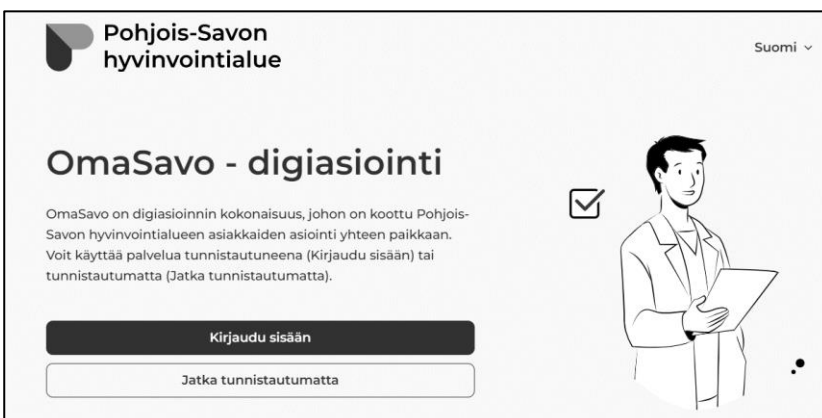 Pohjois-Savon
hyvinvointialue
Suomi
OmaSavo - digiasiointi
OmaSavo on digiasioinnin kokonaisuus, johon on koottu Pohjois-
Savon hyvinvointialueen asiakkaiden asiointi yhteen paikkaan.
Voit käyttää palvelua tunnistautuneena (Kirjaudu sisään) tai
tunnistautumatta (Jatka tunnistautumatta).
Kirjaudu sisään
Jatka tunnistautumatta